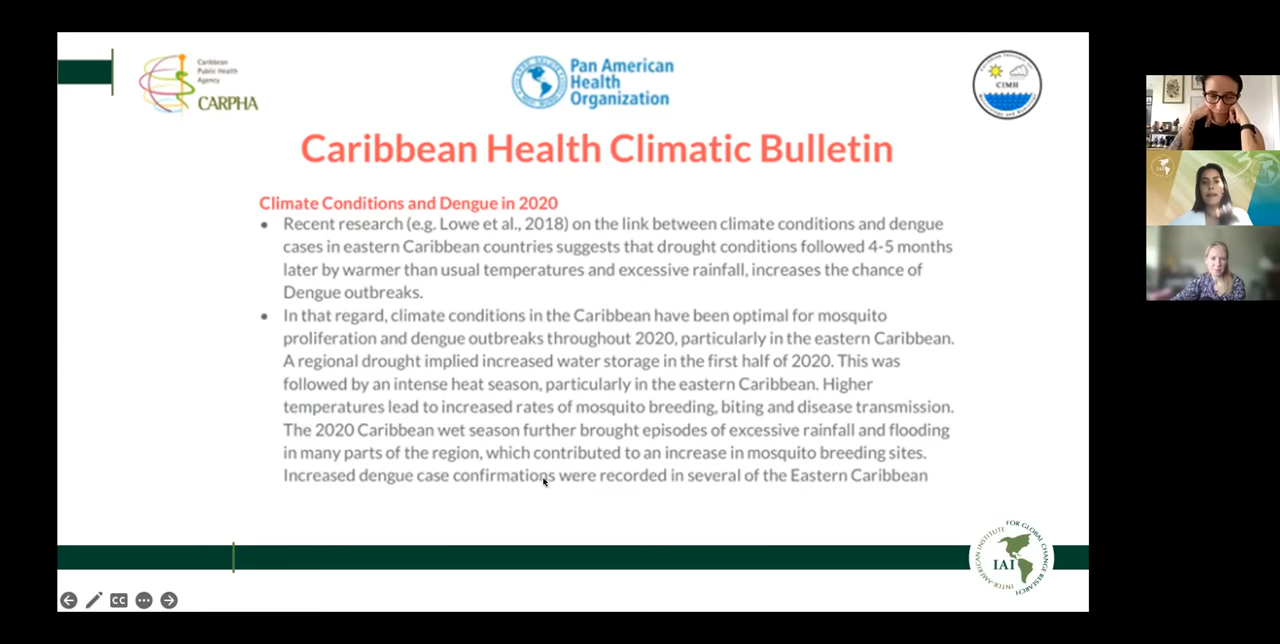 Caribbean
Public Health
Agency
CARPHA
Pan American
Health
Organization
CIMH
Caribbean Health Climatic Bulletin
Climate Conditions and Dengue in 2020
• Recent research (e.g. Lowe et al., 2018) on the link between climate conditions and dengue
cases in eastern Caribbean countries suggests that drought conditions followed 4-5 months
later by warmer than usual temperatures and excessive rainfall, increases the chance of
Dengue outbreaks.
• In that regard, climate conditions in the Caribbean have been optimal for mosquito
proliferation and dengue outbreaks throughout 2020, particularly in the eastern Caribbean.
A regional drought implied increased water storage in the first half of 2020. This was
followed by an intense heat season, particularly in the eastern Caribbean. Higher
temperatures lead to increased rates of mosquito breeding, biting and disease transmission.
The 2020 Caribbean wet season further brought episodes of excessive rainfall and flooding
in many parts of the region, which contributed to an increase in mosquito breeding sites.
Increased dengue case confirmations were recorded in several of the Eastern Caribbean
INTER-AMERICAN INSTITUTE FOR GLOBAL CHANGE RESEARCH
IAI
CC
IAI